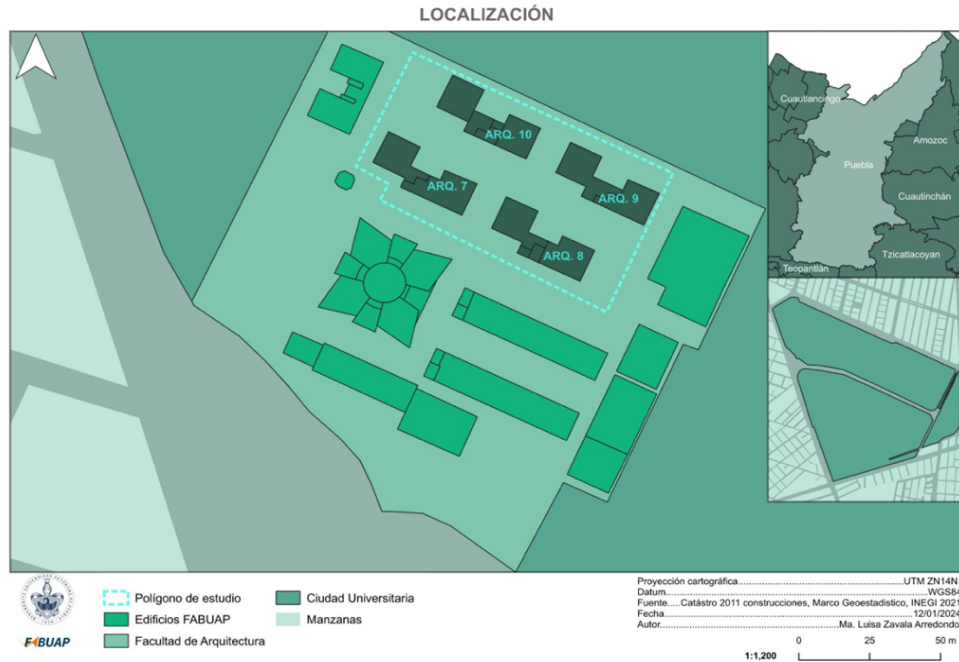 LOCALIZACIÓN
Cuautlancingo
Amozoc
Puebla
Cuautinchán
Tzicatlacoyan
Teopantlán
ARQ. 10
ARQ. 9
ARQ. 7
ARQ. 8
FABUAP
Polígono de estudio
Edificios FABUAP
Facultad de Arquitectura
Ciudad Universitaria
Manzanas
Proyección cartográfica...UTM ZN14N
Datum...WGS84
Fuente....Catástro 2011 construcciones, Marco Geoestadistico, INEGI 2021
Fecha...12/01/2024
Autor...Ma. Luisa Zavala Arredondo
0 25 50 m
1:1,200